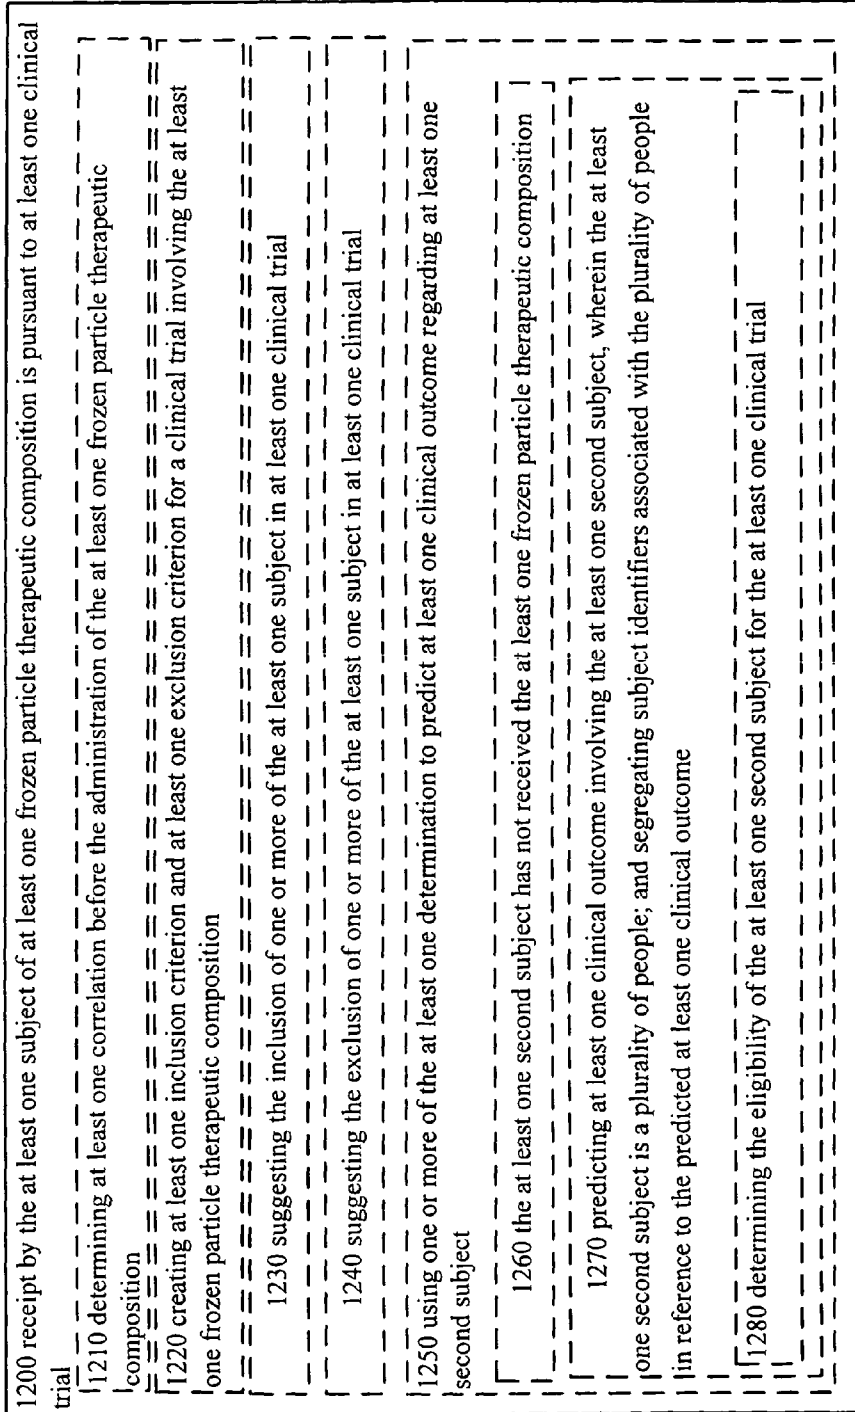 1200 receipt by the at least one subject of at least one frozen particle therapeutic composition is pursuant to at least one clinical
trial
1210 determining at least one correlation before the administration of the at least one frozen particle therapeutic
composition
1220 creating at least one inclusion criterion and at least one exclusion criterion for a clinical trial involving the at least
one frozen particle therapeutic composition
1230 suggesting the inclusion of one or more of the at least one subject in at least one clinical trial
1240 suggesting the exclusion of one or more of the at least one subject in at least one clinical trial
1250 using one or more of the at least one determination to predict at least one clinical outcome regarding at least one
second subject
1260 the at least one second subject has not received the at least one frozen particle therapeutic composition
1270 predicting at least one clinical outcome involving the at least one second subject, wherein the at least
one second subject is a plurality of people; and segregating subject identifiers associated with the plurality of people
in reference to the predicted at least one clinical outcome
1280 determining the eligibility of the at least one second subject for the at least one clinical trial